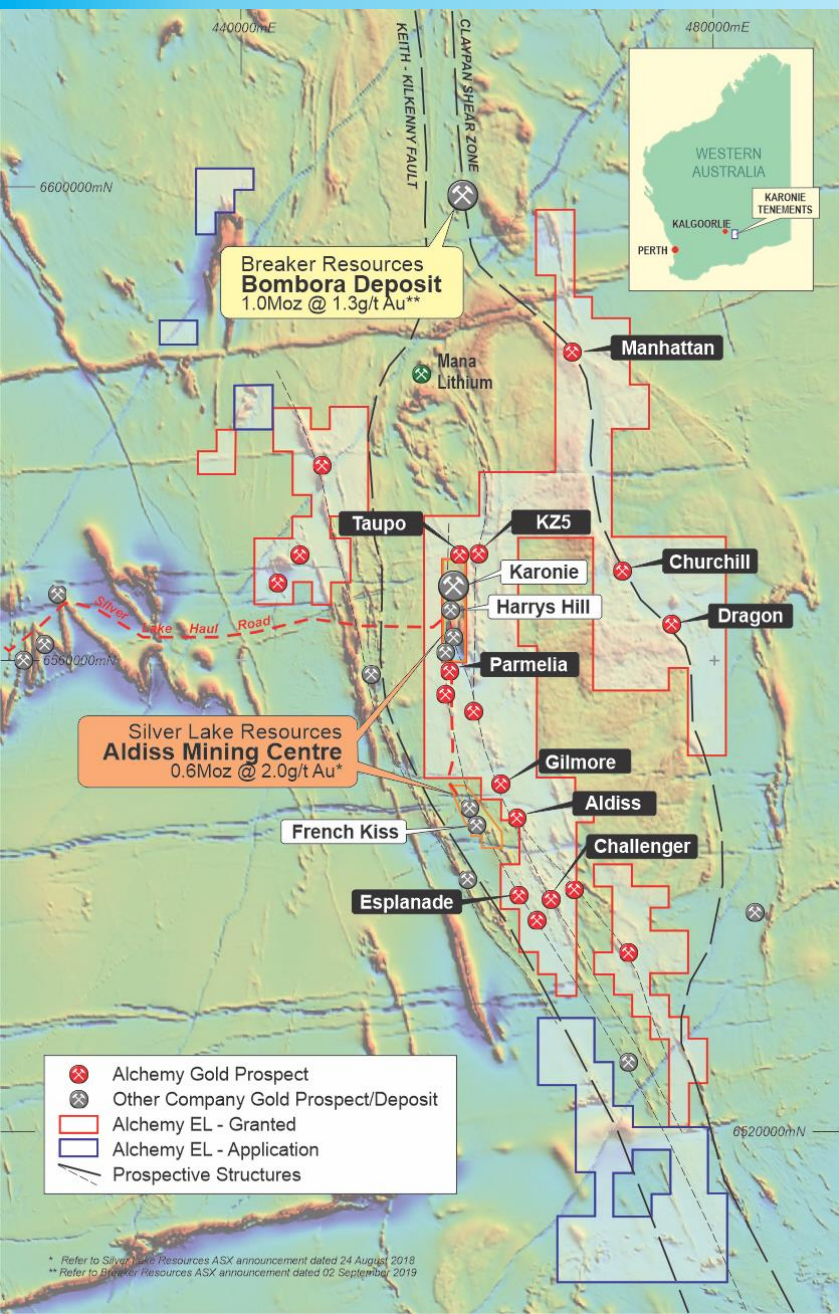 440000mE
480000mE
KEITH - KILKENNY FAULT
CLAYPAN SHEAR ZONE
6600000mN
WESTERN
AUSTRALIA
KARONIE
TENEMENTS
KALGOORLIE
PERTH
Breaker Resources
Bombora Deposit
1.0Moz @ 1.3g/t Au**
Manhattan
Mana
Lithium
Taupo
KZ5
Karonie
Churchill
Harrys Hill
Silver Lake Haul Road
Dragon
6560000mN
Parmelia
Silver Lake Resources
Aldiss Mining Centre
0.6Moz @ 2.0g/t Au*
Gilmore
Aldiss
French Kiss
Challenger
Esplanade
Alchemy Gold Prospect
Other Company Gold Prospect/Deposit
Alchemy EL - Granted
Alchemy EL - Application
Prospective Structures
6520000mN
* Refer to Silver Lake Resources ASX announcement dated 24 August 2018
** Refer to Breaker Resources ASX announcement dated 02 September 2019